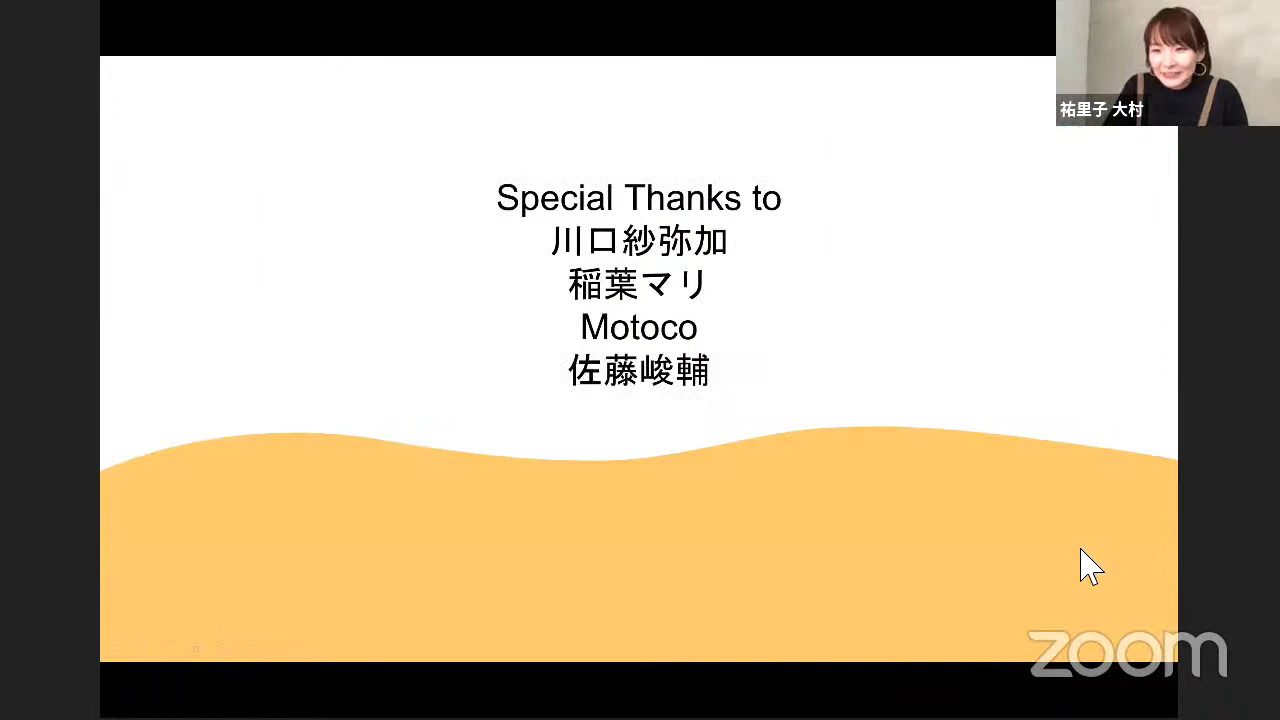 祐里子 大村
Special Thanks to
川口紗弥加
稲葉マリ
Motoco
佐藤峻輔
zoom